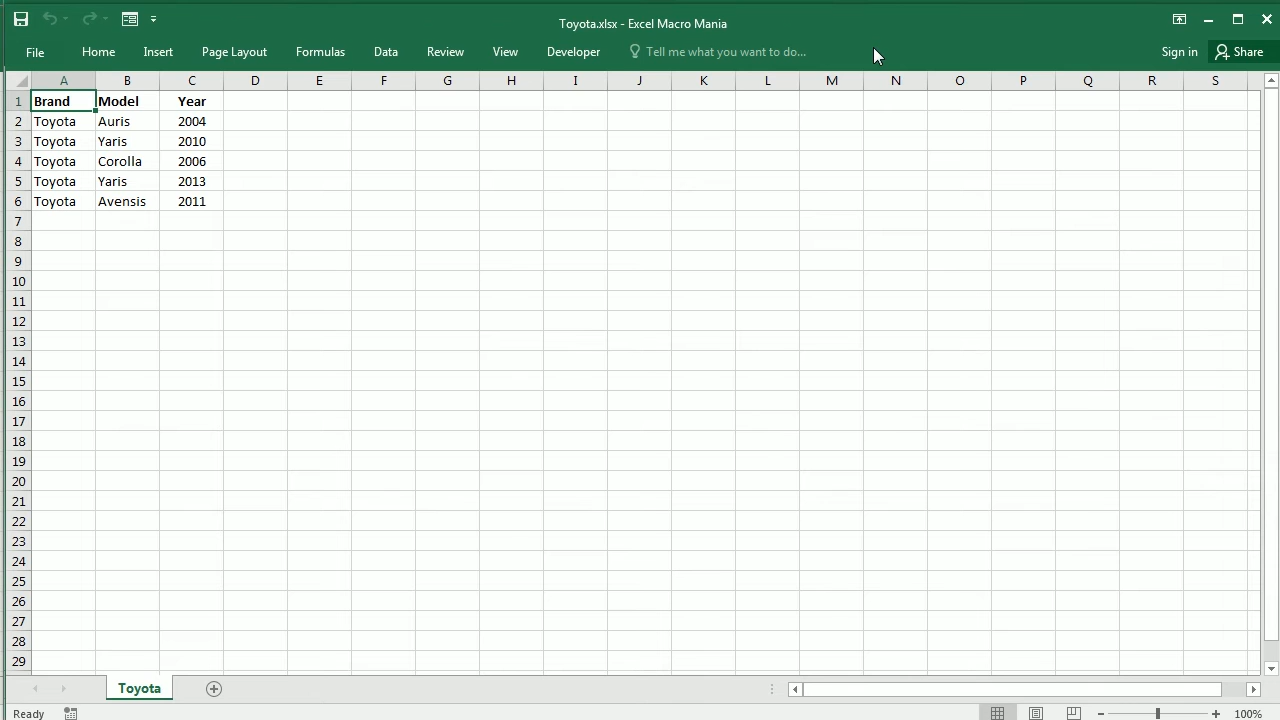 Toyota.xlsx - Excel Macro Mania
File Home Insert Page Layout Formulas Data Review View Developer Tell me what you want to do... Sign in Share
A B C D E F G H I J K L M N O P Q R S
1 Brand Model Year
2 Toyota Auris 2004
3 Toyota Yaris 2010
4 Toyota Corolla 2006
5 Toyota Yaris 2013
6 Toyota Avensis 2011
7
8
9
10
11
12
13
14
15
16
17
18
19
20
21
22
23
24
25
26
27
28
29
Toyota
Ready 100%